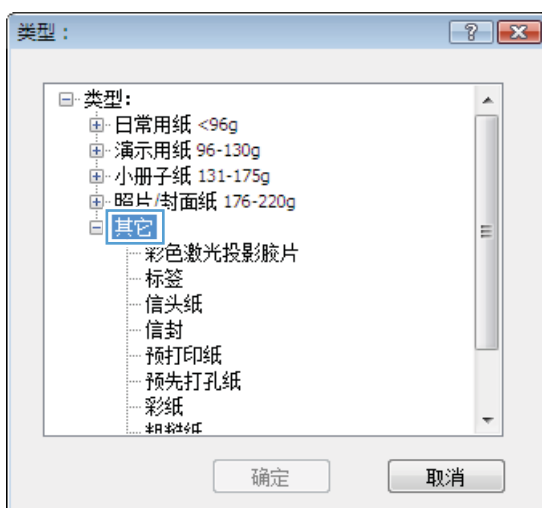 类型：
类型:
日常用纸 <96g
演示用纸 96-130g
小册子纸 131-175g
照片/封面纸 176-220g
其它
彩色激光投影胶片
标签
信头纸
信封
预打印纸
预先打孔纸
彩纸
粗糙纸
确定
取消